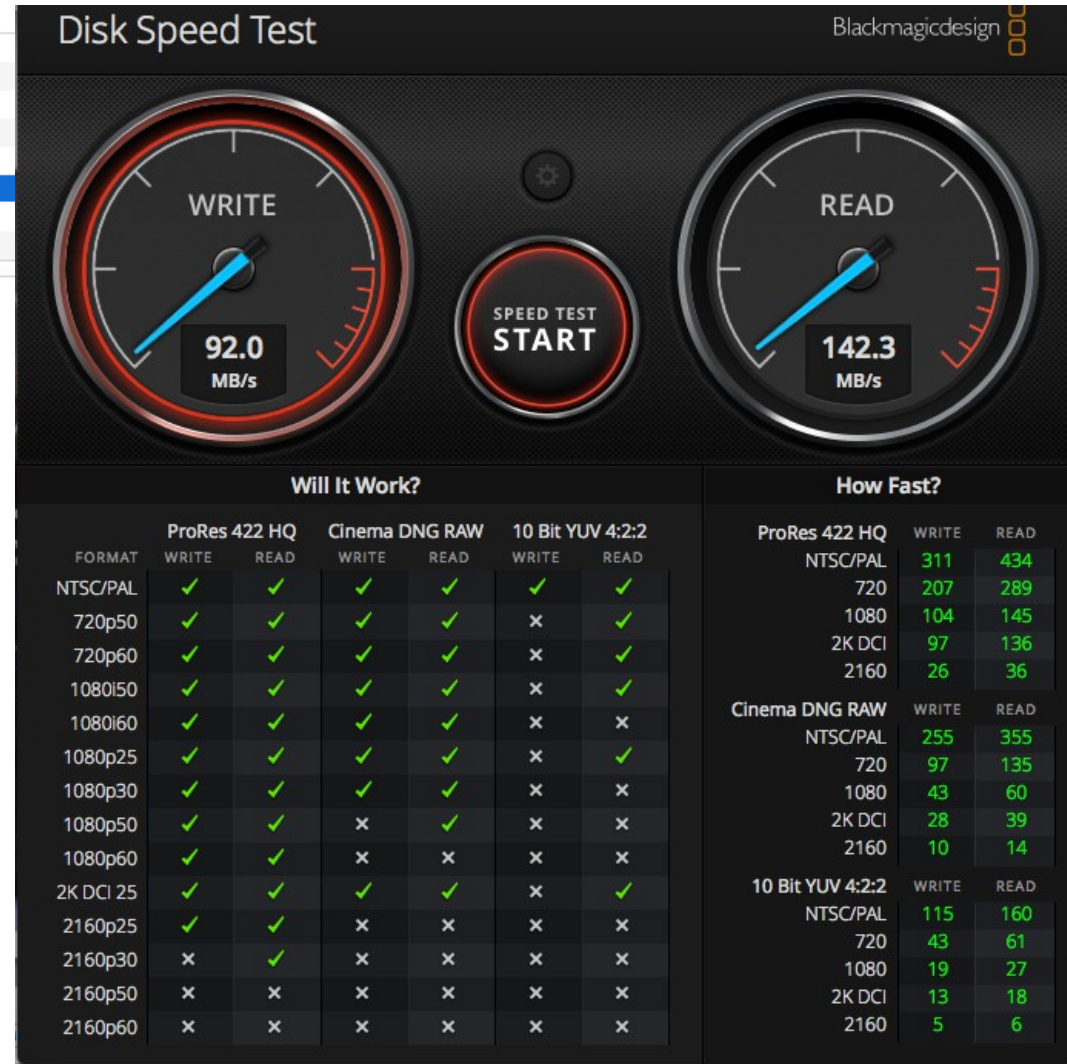 Disk Speed Test
Blackmagicdesign
WRITE
92.0
MB/s
SPEED TEST
START
READ
142.3
MB/s
Will It Work?
ProRes 422 HQ Cinema DNG RAW 10 Bit YUV 4:2:2
FORMAT WRITE READ WRITE READ WRITE READ
NTSC/PAL ✓ ✓ ✓ ✓ ✓ ✓
720p50 ✓ ✓ ✓ ✓ × ✓
720p60 ✓ ✓ ✓ ✓ × ✓
1080i50 ✓ ✓ ✓ ✓ × ✓
1080i60 ✓ ✓ ✓ ✓ × ×
1080p25 ✓ ✓ ✓ ✓ × ✓
1080p30 ✓ ✓ ✓ ✓ × ×
1080p50 ✓ ✓ × ✓ × ×
1080p60 ✓ ✓ × × × ×
2K DCI 25 ✓ ✓ ✓ ✓ × ✓
2160p25 ✓ ✓ × × × ×
2160p30 × ✓ × × × ×
2160p50 × × × × × ×
2160p60 × × × × × ×
How Fast?
ProRes 422 HQ WRITE READ
NTSC/PAL 311 434
720 207 289
1080 104 145
2K DCI 97 136
2160 26 36
Cinema DNG RAW WRITE READ
NTSC/PAL 255 355
720 97 135
1080 43 60
2K DCI 28 39
2160 10 14
10 Bit YUV 4:2:2 WRITE READ
NTSC/PAL 115 160
720 43 61
1080 19 27
2K DCI 13 18
2160 5 6